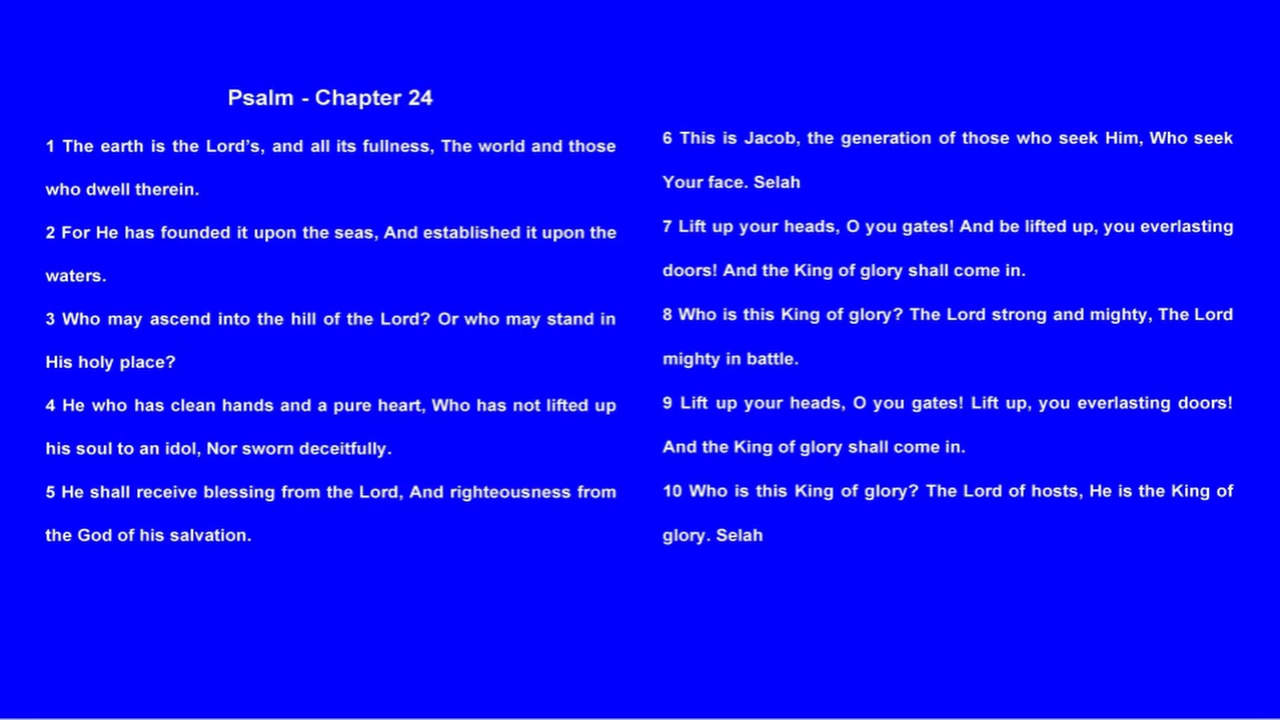 Psalm - Chapter 24
1 The earth is the Lord’s, and all its fullness, The world and those
who dwell therein.
2 For He has founded it upon the seas, And established it upon the
waters.
3 Who may ascend into the hill of the Lord? Or who may stand in
His holy place?
4 He who has clean hands and a pure heart, Who has not lifted up
his soul to an idol, Nor sworn deceitfully.
5 He shall receive blessing from the Lord, And righteousness from
the God of his salvation.
6 This is Jacob, the generation of those who seek Him, Who seek
Your face. Selah
7 Lift up your heads, O you gates! And be lifted up, you everlasting
doors! And the King of glory shall come in.
8 Who is this King of glory? The Lord strong and mighty, The Lord
mighty in battle.
9 Lift up your heads, O you gates! Lift up, you everlasting doors!
And the King of glory shall come in.
10 Who is this King of glory? The Lord of hosts, He is the King of
glory. Selah